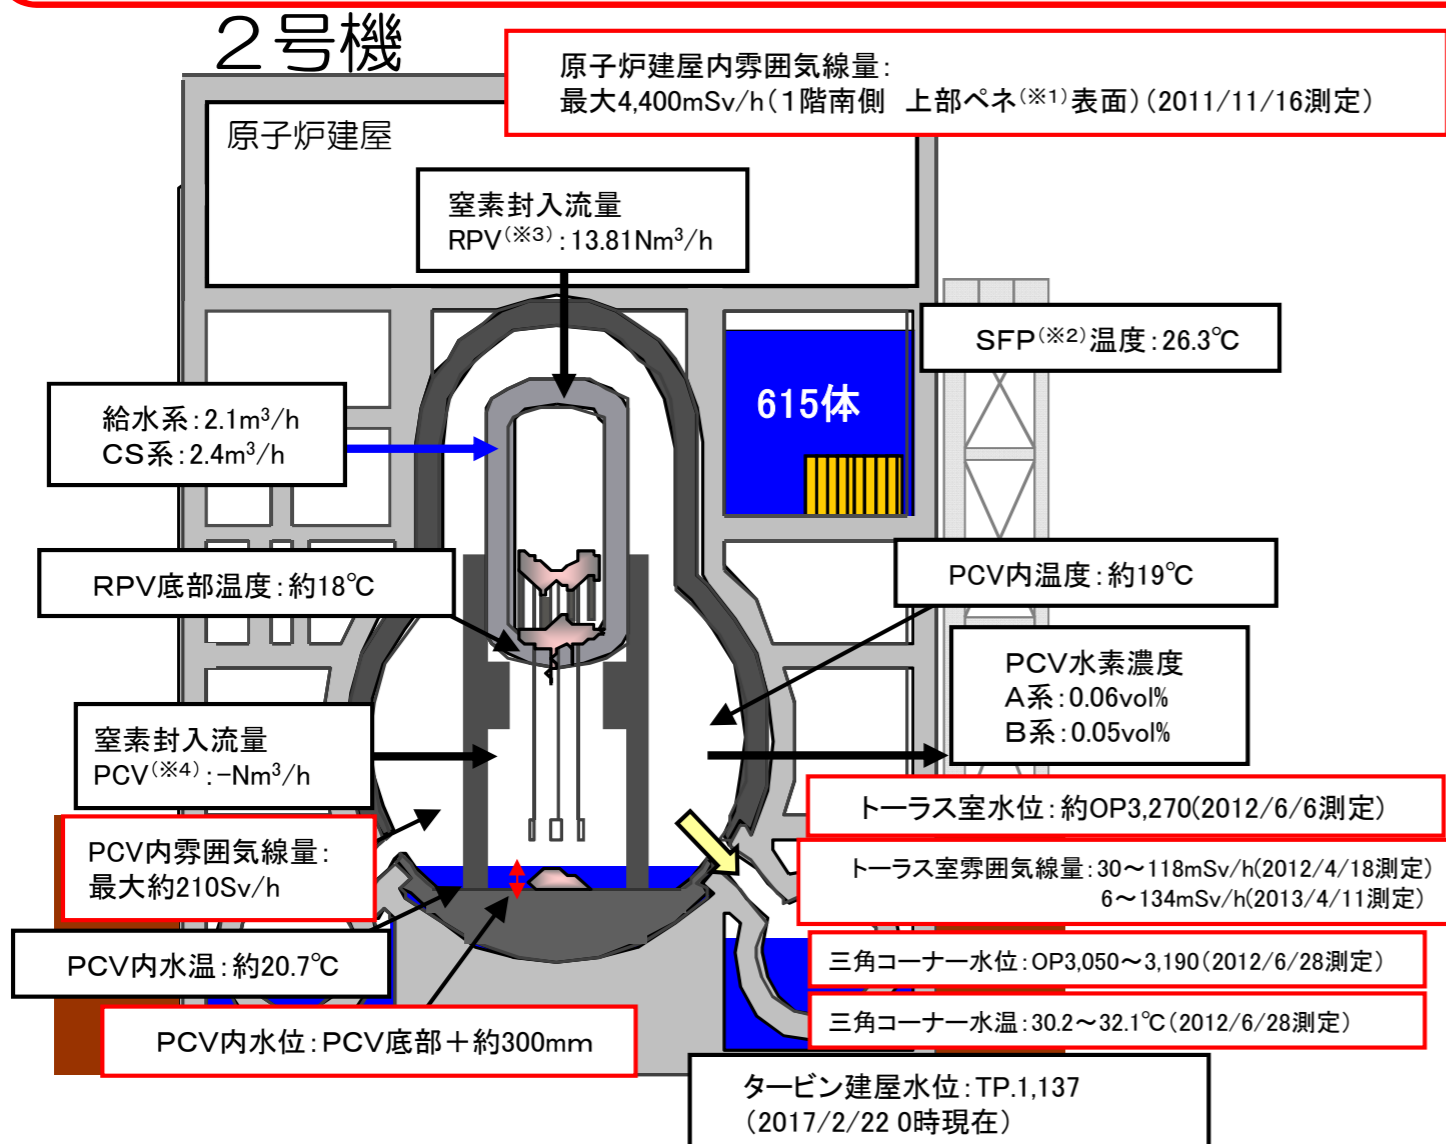 ２号機
原子炉建屋内雰囲気線量：
最大4,400mSv/h（１階南側　上部ペネ(※1)表面）（2011/11/16測定）
原子炉建屋
窒素封入流量
RPV(※3)：13.81Nm3/h
SFP(※2)温度：26.3℃
615体
給水系：2.1m3/h
CS系：2.4m3/h
RPV底部温度：約18℃
PCV内温度：約19℃
PCV水素濃度
A系：0.06vol%
B系：0.05vol%
窒素封入流量
PCV(※4)：-Nm3/h
トーラス室水位：約OP3,270(2012/6/6測定)
PCV内雰囲気線量：
最大約210Sv/h
トーラス室雰囲気線量：30～118mSv/h(2012/4/18測定)
6～134mSv/h(2013/4/11測定)
PCV内水温：約20.7℃
三角コーナー水位：OP3,050～3,190（2012/6/28測定）
三角コーナー水温：30.2～32.1℃（2012/6/28測定）
PCV内水位：PCV底部＋約300mm
タービン建屋水位：TP.1,137
（2017/2/22 0時現在）